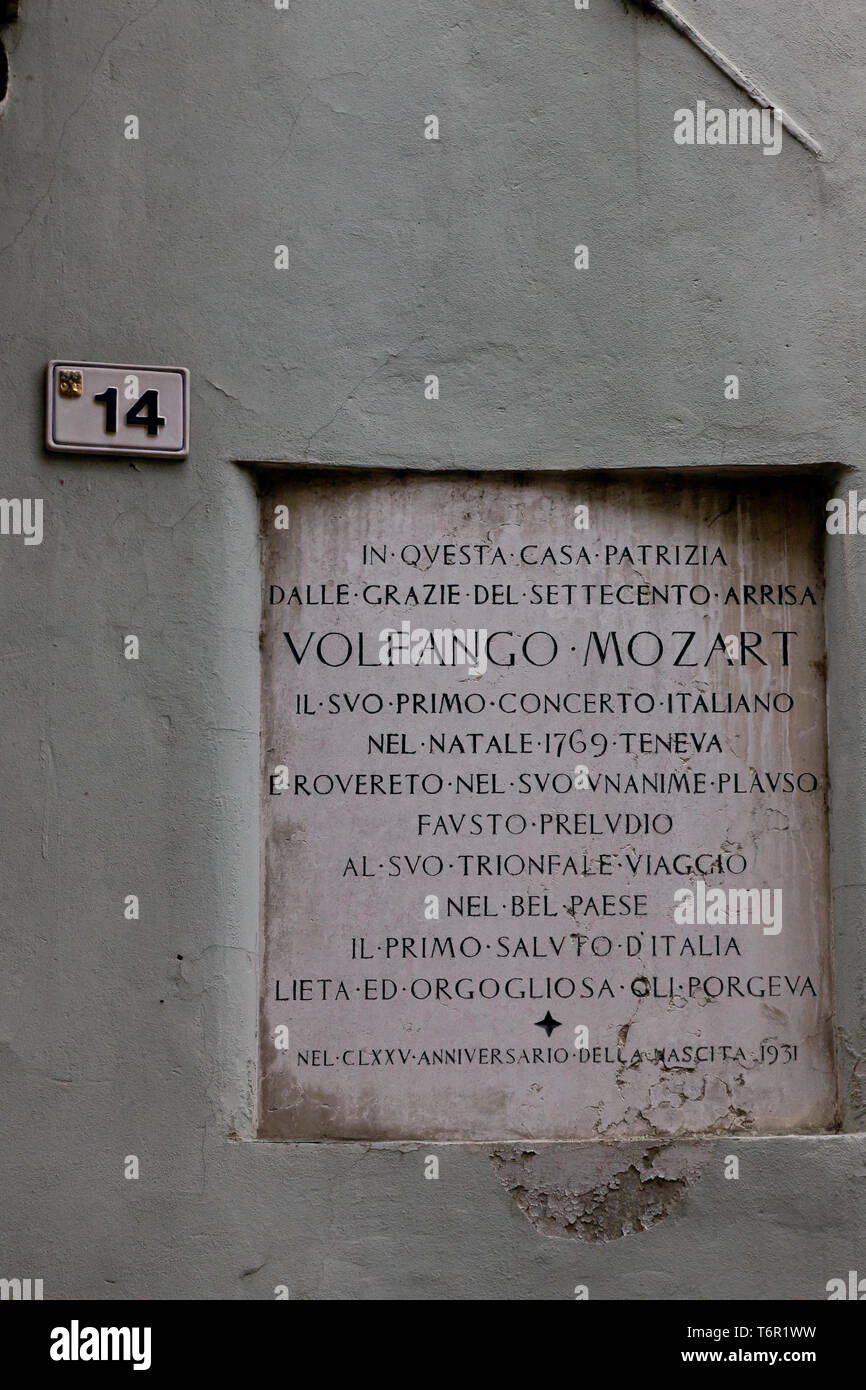 14
IN·QVESTA·CASA·PATRIZIA
DALLE·GRAZIE·DEL·SETTECENTO·ARRISA
VOLFANGO·MOZART
IL·SVO·PRIMO·CONCERTO·ITALIANO
NEL·NATALE·1769·TENEVA
E·ROVERETO·NEL·SVO·VNANIME·PLAVSO
FAVSTO·PRELVDIO
AL·SVO·TRIONFALE·VIAGGIO
NEL·BEL·PAESE
IL·PRIMO·SALVTO·D'ITALIA
LIETA·ED·ORGOGLIOSA·GLI·PORGEVA
NEL·CLXXV·ANNIVERSARIO·DELLA·NASCITA·1931
alamy
Image ID: T6R1WW
www.alamy.com